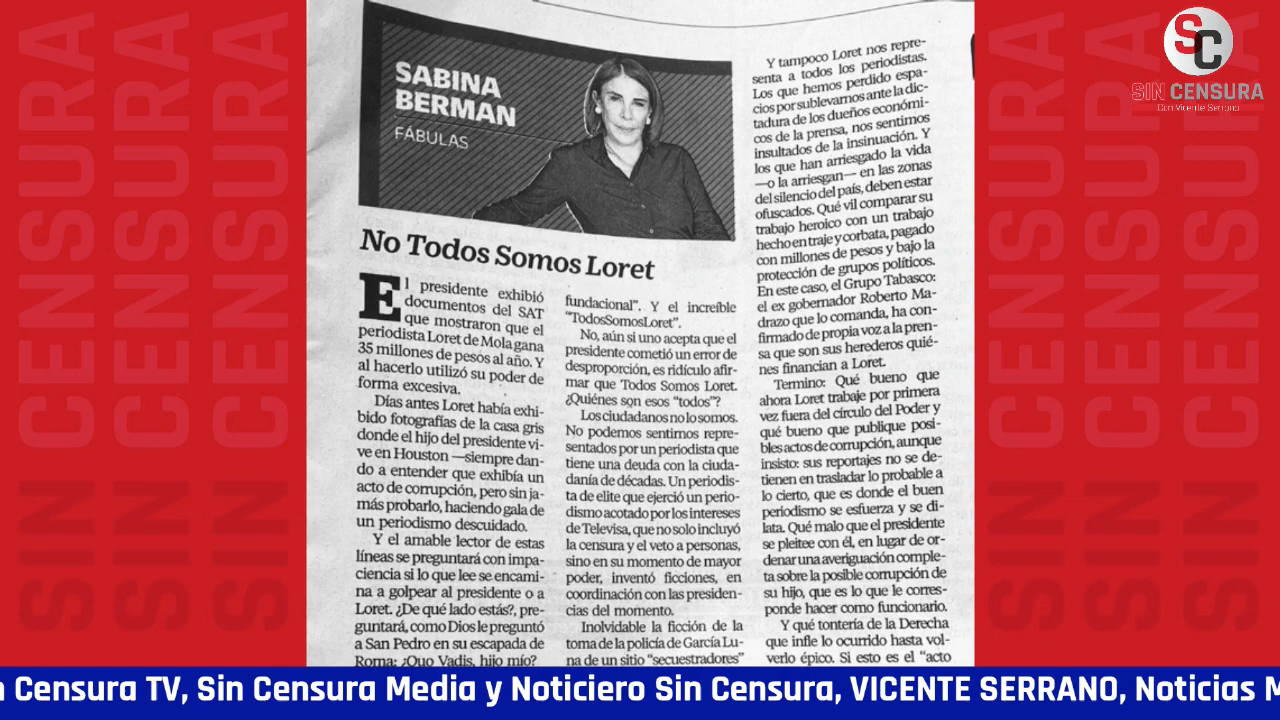 SIN CENSURA
SIN CENSURA
SIN CENSURA
SABINA
BERMAN
FÁBULAS
No Todos Somos Loret
El presidente exhibió
documentos del SAT
que mostraron que el
periodista Loret de Mola gana
35 millones de pesos al año. Y
al hacerlo utilizó su poder de
forma excesiva.
Días antes Loret había exhi-
bido fotografías de la casa gris
donde el hijo del presidente vi-
ve en Houston —siempre dan-
do a entender que exhibía un
acto de corrupción, pero sin ja-
más probarlo, haciendo gala de
un periodismo descuidado.
Y el amable lector de estas
líneas se preguntará con impa-
ciencia si lo que lee se encami-
na a golpear al presidente o a
Loret. ¿De qué lado estás?, pre-
guntará, como Dios le preguntó
a San Pedro en su escapada de
Roma: ¿Quo Vadis, hijo mío?
fundacional”. Y el increíble
“TodosSomosLoret”.
No, aún si uno acepta que el
presidente cometió un error de
desproporción, es ridículo afir-
mar que Todos Somos Loret.
¿Quiénes son esos “todos”?
Los ciudadanos no lo somos.
No podemos sentirnos repre-
sentados por un periodista que
tiene una deuda con la ciuda-
danía de décadas. Un periodis-
ta de elite que ejerció un perio-
dismo acotado por los intereses
de Televisa, que no solo incluyó
la censura y el veto a personas,
sino en su momento de mayor
poder, inventó ficciones, en
coordinación con las presiden-
cias del momento.
Inolvidable la ficción de la
toma de la policía de García Lu-
na de un sitio “secuestradores”
Y tampoco Loret nos repre-
senta a todos los periodistas.
Los que hemos perdido espa-
cios por sublevarnos ante la dic-
tadura de los dueños económi-
cos de la prensa, nos sentimos
insultados de la insinuación. Y
los que han arriesgado la vida
—o la arriesgan— en las zonas
del silencio del país, deben estar
ofuscados. Qué vil comparar su
trabajo heroico con un trabajo
hecho en traje y corbata, pagado
con millones de pesos y bajo la
protección de grupos políticos.
En este caso, el Grupo Tabasco:
el ex gobernador Roberto Ma-
drazo que lo comanda, ha con-
firmado de propia voz a la pren-
sa que son sus herederos quié-
nes financian a Loret.
Termino: Qué bueno que
ahora Loret trabaje por primera
vez fuera del círculo del Poder y
qué bueno que publique posi-
bles actos de corrupción, aunque
insisto: sus reportajes no se de-
tienen en trasladar lo probable a
lo cierto, que es donde el buen
periodismo se esfuerza y se di-
lata. Qué malo que el presidente
se pleitee con él, en lugar de or-
denar una averiguación comple-
ta sobre la posible corrupción de
su hijo, que es lo que le corres-
ponde hacer como funcionario.
Y qué tontería de la Derecha
que infle lo ocurrido hasta vol-
verlo épico. Si esto es el “acto
SC
SIN CENSURA
Con Vicente Serrano
SIN CENSURA
SIN CENSURA
SIN CENSURA
n Censura TV, Sin Censura Media y Noticiero Sin Censura, VICENTE SERRANO, Noticias M